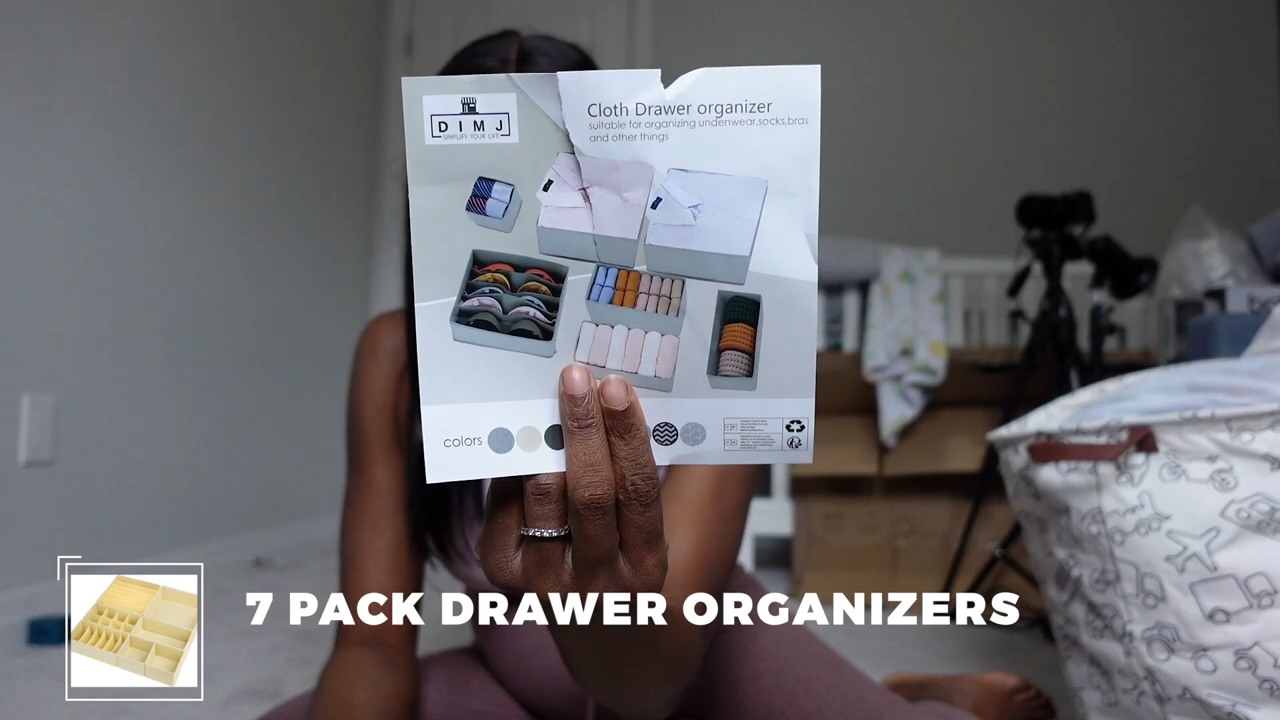 DIMJ
SIMPLIFY YOUR LIFE
Cloth Drawer organizer
suitable for organizing underwear,socks,bras
and other things
colors
7 PACK DRAWER ORGANIZERS